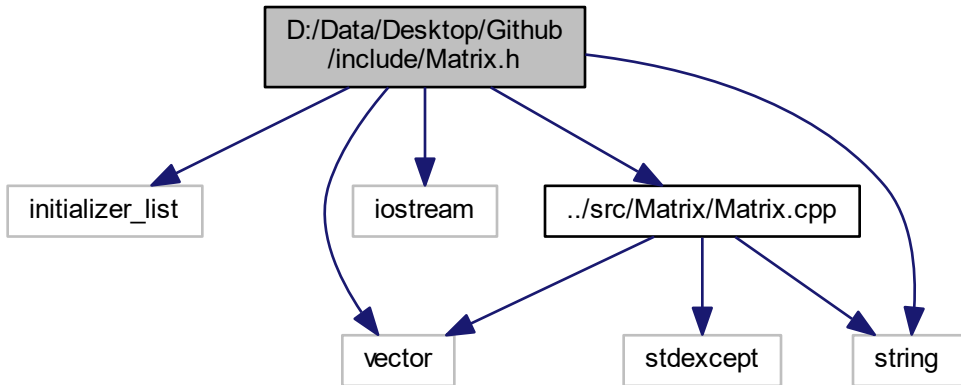 D:/Data/Desktop/Github
/include/Matrix.h
initializer_list
iostream
../src/Matrix/Matrix.cpp
vector
stdexcept
string